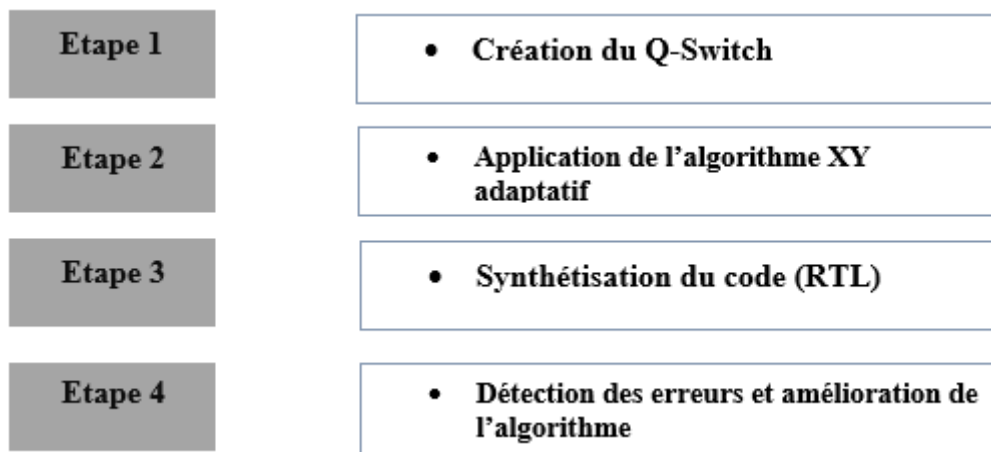 Etape 1
• Création du Q-Switch
Etape 2
• Application de l'algorithme XY
adaptatif
Etape 3
• Synthétisation du code (RTL)
Etape 4
• Détection des erreurs et amélioration de
l'algorithme